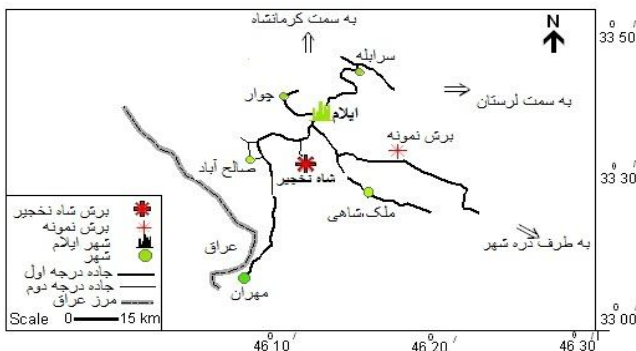 به سمت کرمانشاه
N
33° 50′
سرابله
چوار
ایلام
به سمت لرستان
برش نمونه
صالح آباد
شاه نخجیر
33° 30′
ملک‌شاهی
به طرف دره شهر
عراق
مهران
برش شاه نخجیر
برش نمونه
شهر ایلام
شهر
جاده درجه اول
جاده درجه دوم
مرز عراق
Scale 0 15 km
33° 00′
46° 10′
46° 20′
46° 30′